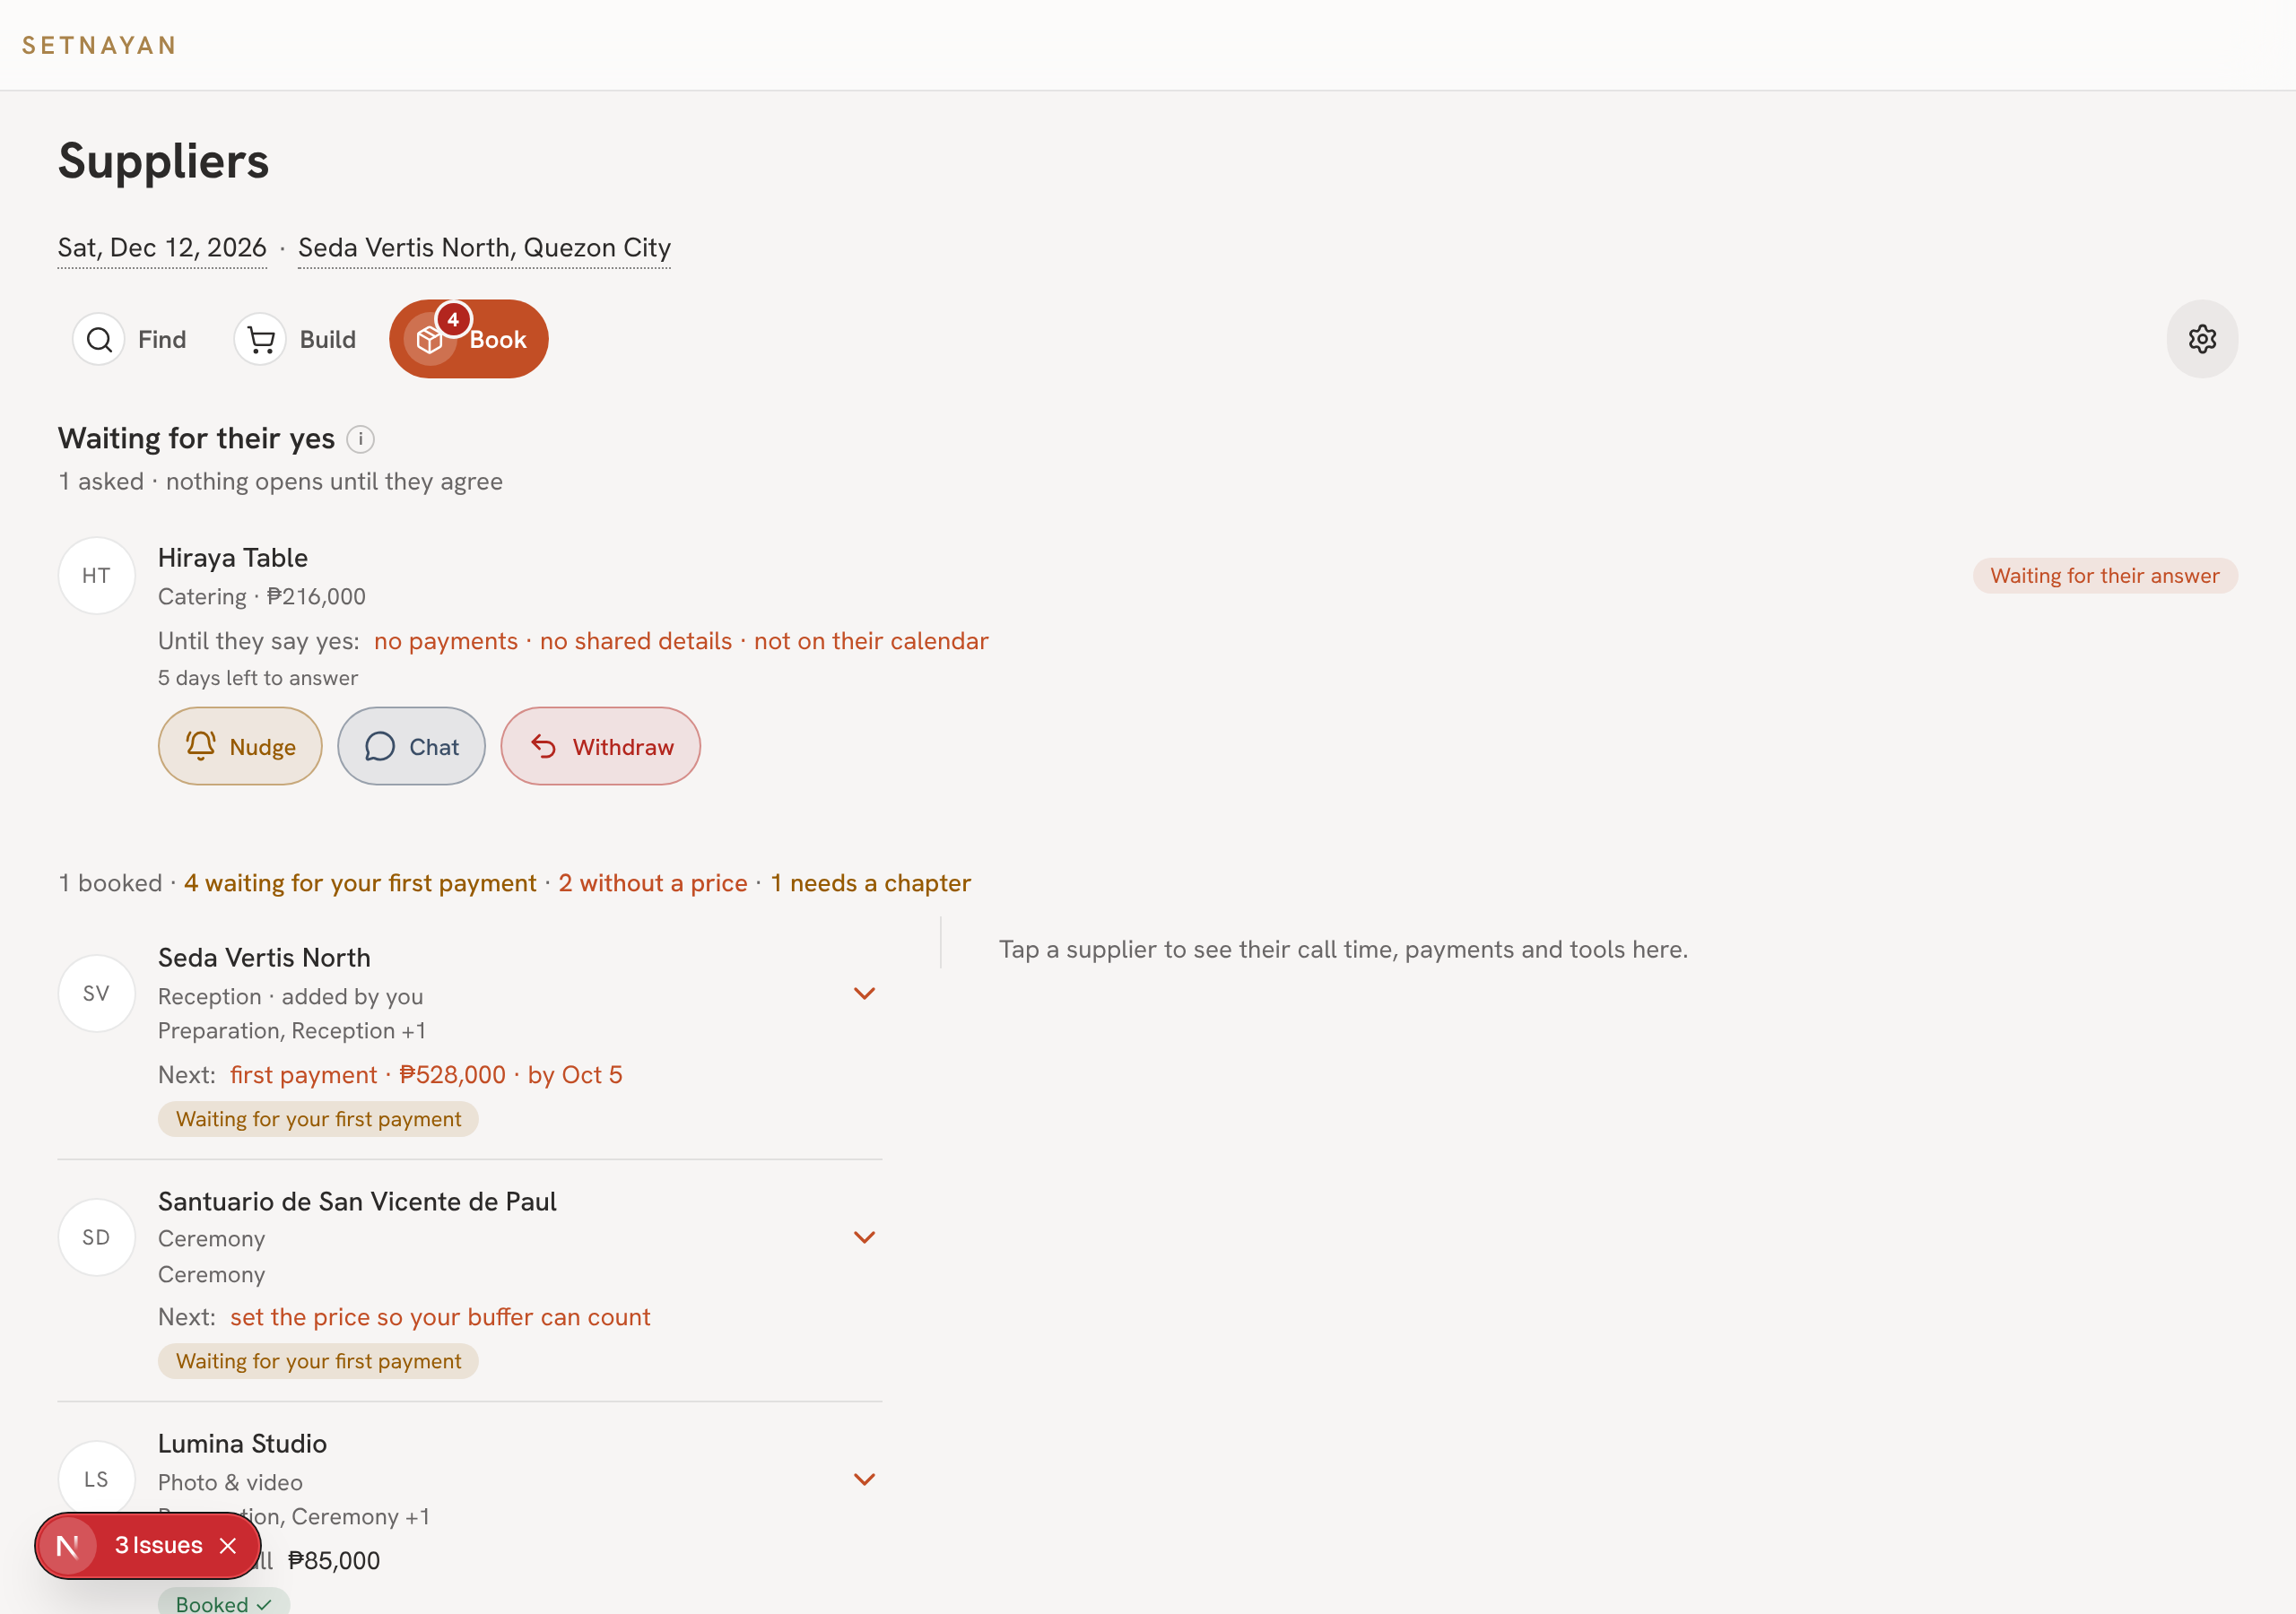 SETNAYAN
Suppliers
Sat, Dec 12, 2026 · Seda Vertis North, Quezon City
Find
Build
4
Book
Waiting for their yes i
1 asked · nothing opens until they agree
HT
Hiraya Table
Catering · ₱216,000
Waiting for their answer
Until they say yes: no payments · no shared details · not on their calendar
5 days left to answer
Nudge
Chat
Withdraw
1 booked · 4 waiting for your first payment · 2 without a price · 1 needs a chapter
SV
Seda Vertis North
Reception · added by you
Preparation, Reception +1
Next: first payment · ₱528,000 · by Oct 5
Waiting for your first payment
Tap a supplier to see their call time, payments and tools here.
SD
Santuario de San Vicente de Paul
Ceremony
Ceremony
Next: set the price so your buffer can count
Waiting for your first payment
LS
Lumina Studio
Photo & video
Ceremony +1
₱85,000
Booked ✓
N 3 Issues